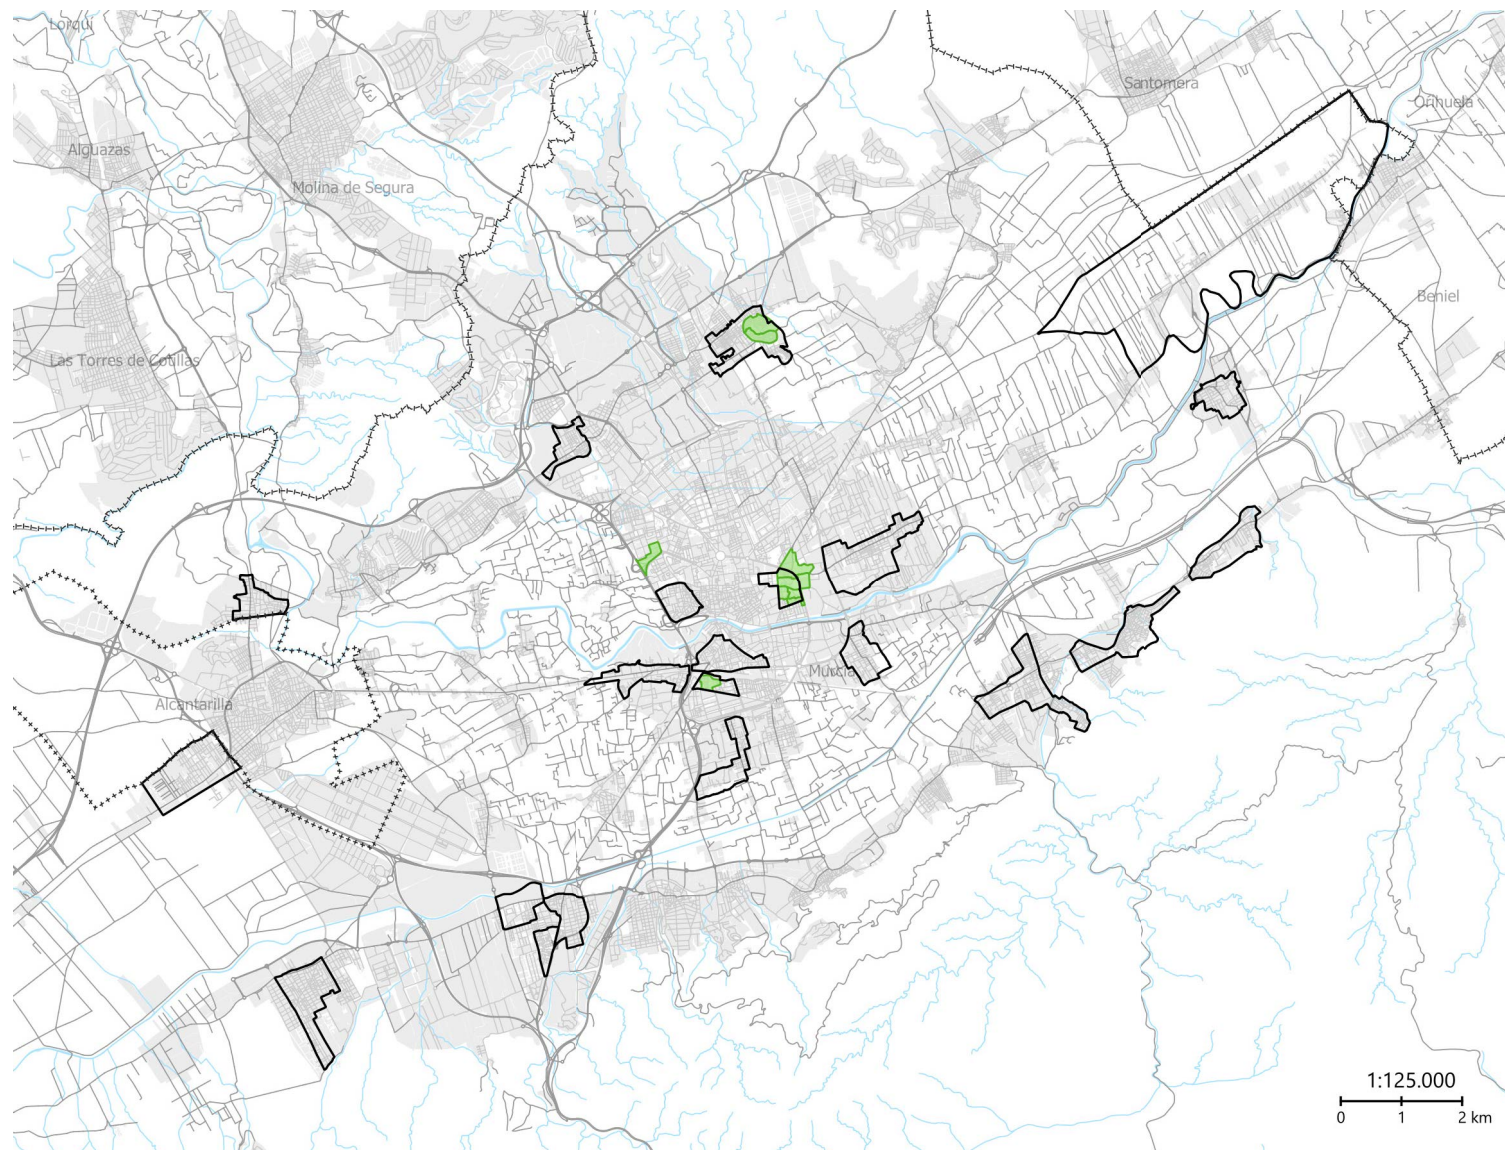 Lorquí
Santomera
Orihuela
Alguazas
Molina de Segura
Beniel
Las Torres de Cotillas
Murcia
Alcantarilla
1:125.000
0 1 2 km